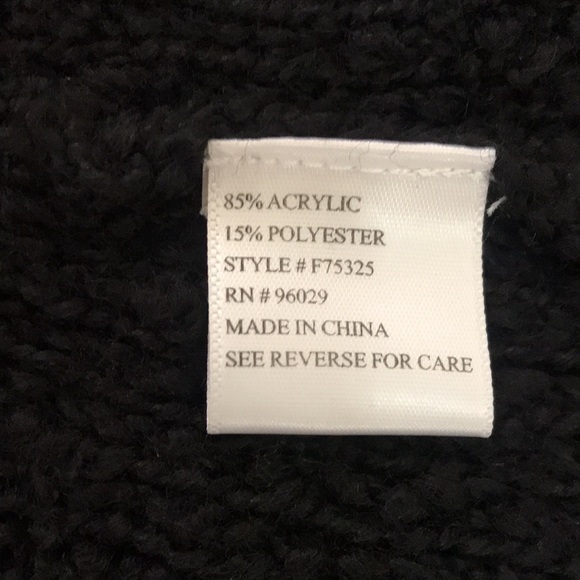 85% ACRYLIC
15% POLYESTER
STYLE # F75325
RN # 96029
MADE IN CHINA
SEE REVERSE FOR CARE